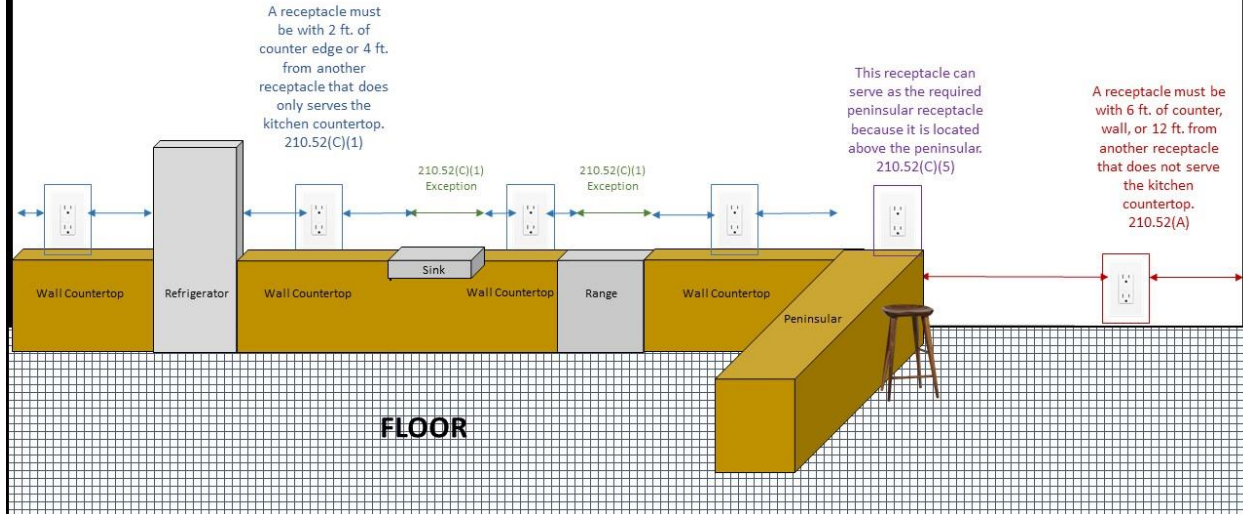 A receptacle must
be with 2 ft. of
counter edge or 4 ft.
from another
receptacle that does
only serves the
kitchen countertop.
210.52(C)(1)
210.52(C)(1)
Exception
210.52(C)(1)
Exception
This receptacle can
serve as the required
peninsular receptacle
because it is located
above the peninsular.
210.52(C)(5)
A receptacle must be
with 6 ft. of counter,
wall, or 12 ft. from
another receptacle
that does not serve
the kitchen
countertop.
210.52(A)
Wall Countertop
Refrigerator
Wall Countertop
Sink
Wall Countertop
Range
Wall Countertop
Peninsular
FLOOR